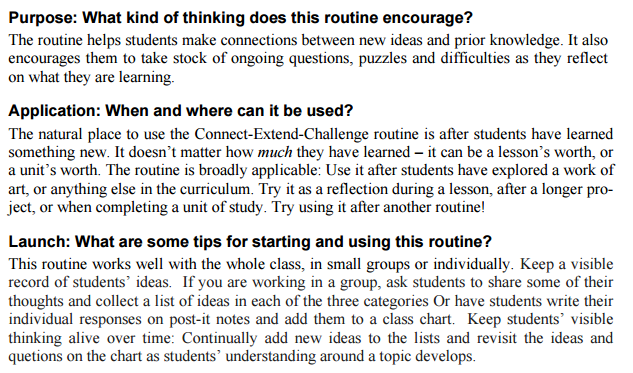 Purpose: What kind of thinking does this routine encourage?
The routine helps students make connections between new ideas and prior knowledge. It also
encourages them to take stock of ongoing questions, puzzles and difficulties as they reflect
on what they are learning.
Application: When and where can it be used?
The natural place to use the Connect-Extend-Challenge routine is after students have learned
something new. It doesn’t matter how much they have learned – it can be a lesson’s worth, or
a unit’s worth. The routine is broadly applicable: Use it after students have explored a work of
art, or anything else in the curriculum. Try it as a reflection during a lesson, after a longer pro-
ject, or when completing a unit of study. Try using it after another routine!
Launch: What are some tips for starting and using this routine?
This routine works well with the whole class, in small groups or individually. Keep a visible
record of students’ ideas.  If you are working in a group, ask students to share some of their
thoughts and collect a list of ideas in each of the three categories Or have students write their
individual responses on post-it notes and add them to a class chart.  Keep students’ visible
thinking alive over time: Continually add new ideas to the lists and revisit the ideas and
quetions on the chart as students’ understanding around a topic develops.